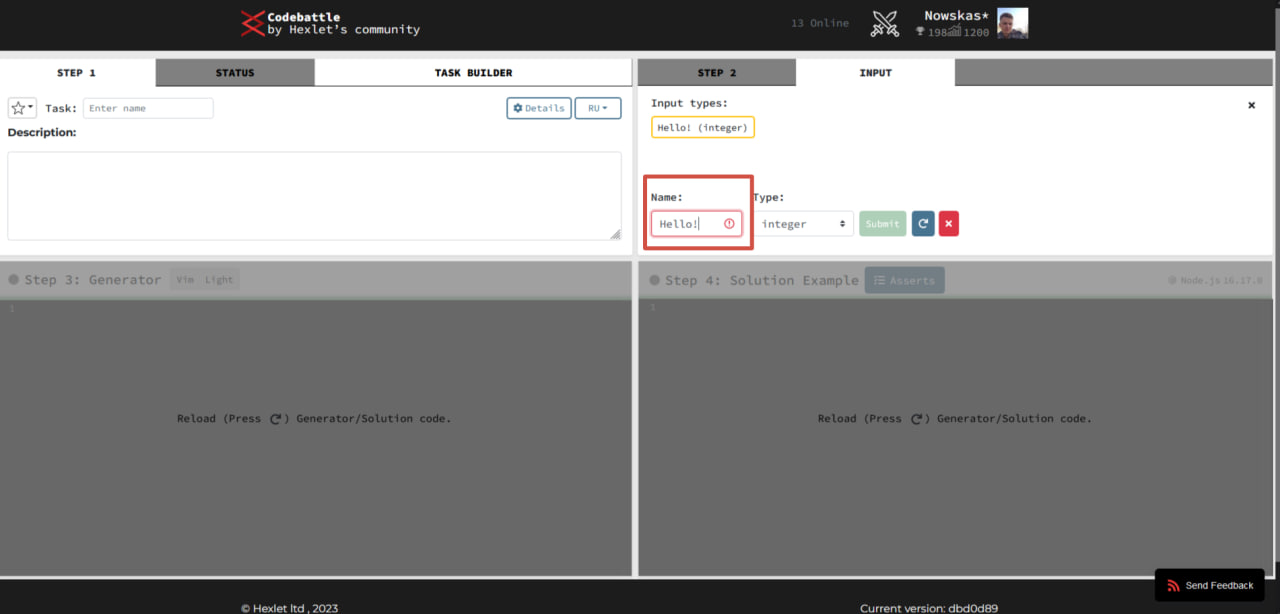 Codebattle
by Hexlet's community
13 Online
Nowskas*
198 1200
STEP 1
STATUS
TASK BUILDER
Task: Enter name
Details
RU
Description:
STEP 2
INPUT
Input types:
Hello! (integer)
Name:
Type:
Hello!
integer
Submit
Step 3: Generator
Vim
Light
1
Reload (Press ) Generator/Solution code.
Step 4: Solution Example
Asserts
Node.js 16.17.0
1
Reload (Press ) Generator/Solution code.
Send Feedback
© Hexlet ltd , 2023
Current version: dbd0d89